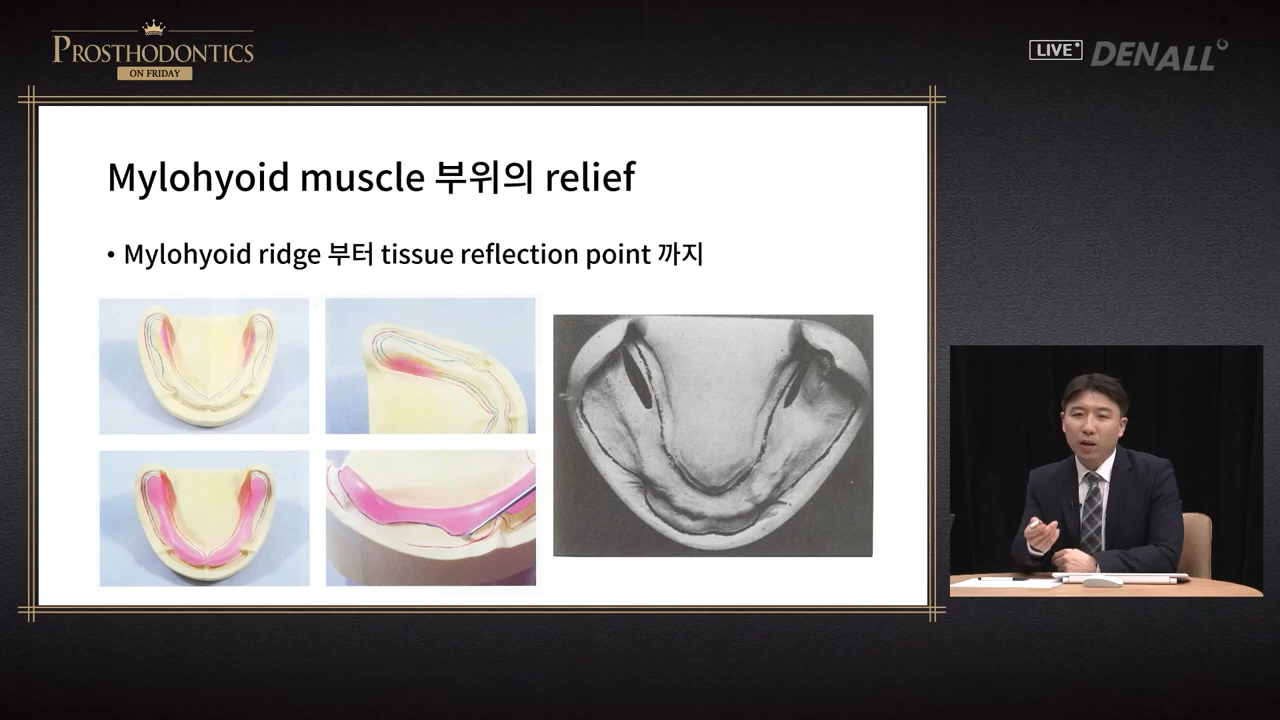 PROSTHODONTICS
ON FRIDAY
LIVE
DENALL
Mylohyoid muscle 부위의 relief
• Mylohyoid ridge 부터 tissue reflection point 까지